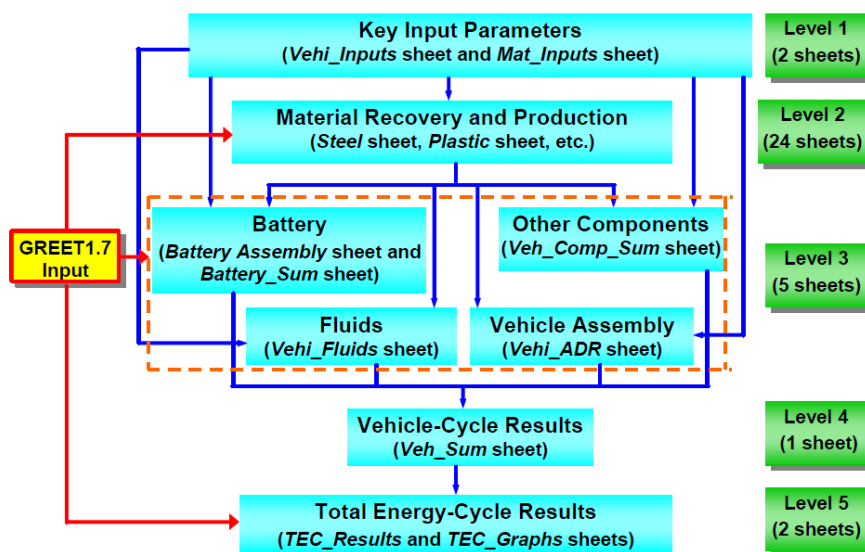 Key Input Parameters
(Vehi_Inputs sheet and Mat_Inputs sheet)
Level 1
(2 sheets)
Material Recovery and Production
(Steel sheet, Plastic sheet, etc.)
Level 2
(24 sheets)
Battery
(Battery Assembly sheet and
Battery_Sum sheet)
Other Components
(Veh_Comp_Sum sheet)
GREET1.7
Input
Level 3
(5 sheets)
Fluids
(Vehi_Fluids sheet)
Vehicle Assembly
(Vehi_ADR sheet)
Vehicle-Cycle Results
(Veh_Sum sheet)
Level 4
(1 sheet)
Total Energy-Cycle Results
(TEC_Results and TEC_Graphs sheets)
Level 5
(2 sheets)